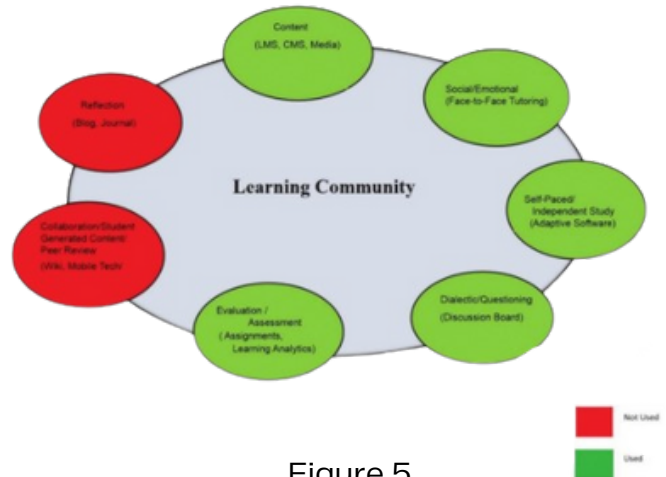 Content
(LMS, CMS, Media)
Social/Emotional
(Face-to-Face Tutoring)
Self-Paced/
Independent Study
(Adaptive Software)
Dialectic/Questioning
(Discussion Board)
Evaluation /
Assessment
( Assignments,
Learning Analytics)
Collaboration/Student
Generated Content/
Peer Review
(Wiki, Mobile Tech/
Reflection
(Blog, Journal)
Learning Community
Not Used
Used
Figure 5